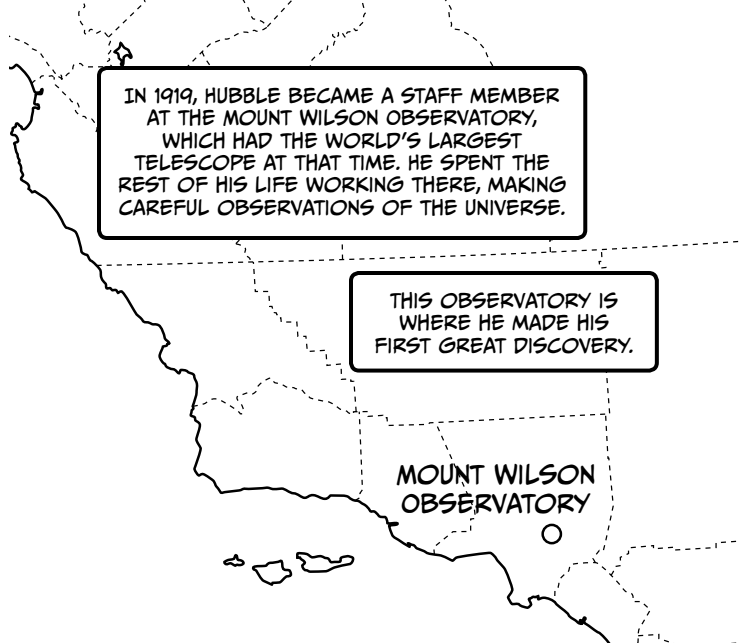 IN 1919, HUBBLE BECAME A STAFF MEMBER
AT THE MOUNT WILSON OBSERVATORY,
WHICH HAD THE WORLD'S LARGEST
TELESCOPE AT THAT TIME. HE SPENT THE
REST OF HIS LIFE WORKING THERE, MAKING
CAREFUL OBSERVATIONS OF THE UNIVERSE.
THIS OBSERVATORY IS
WHERE HE MADE HIS
FIRST GREAT DISCOVERY.
MOUNT WILSON
OBSERVATORY